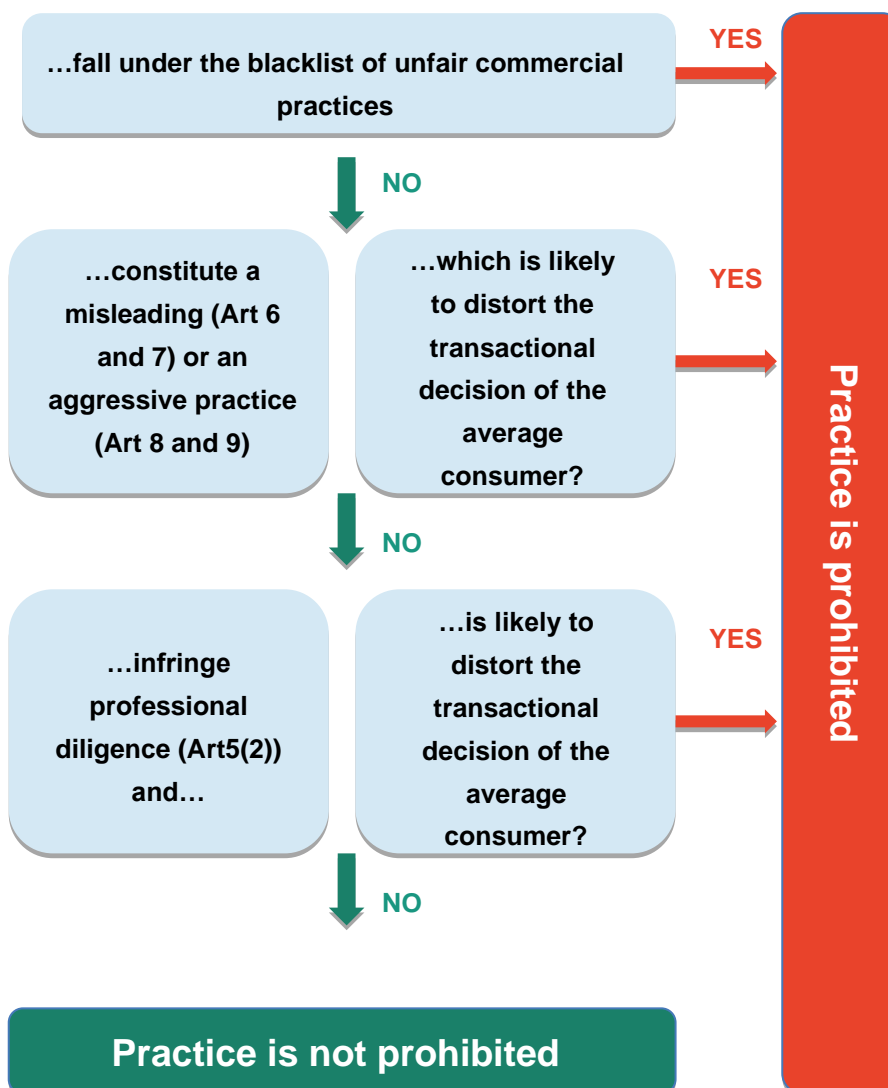 …fall under the blacklist of unfair commercial
practices
YES
NO
…constitute a
misleading (Art 6
and 7) or an
aggressive practice
(Art 8 and 9)
…which is likely
to distort the
transactional
decision of the
average
consumer?
YES
NO
…infringe
professional
diligence (Art5(2))
and…
…is likely to
distort the
transactional
decision of the
average
consumer?
YES
NO
Practice is prohibited
Practice is not prohibited